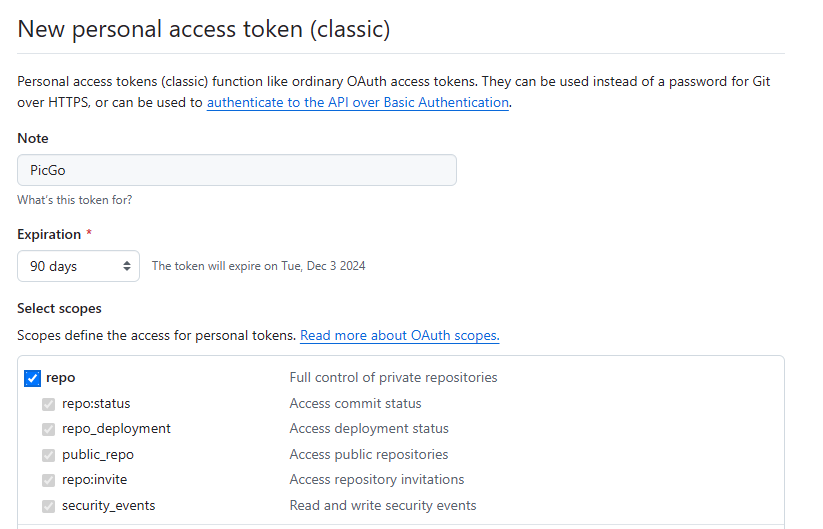 New personal access token (classic)
Personal access tokens (classic) function like ordinary OAuth access tokens. They can be used instead of a password for Git
over HTTPS, or can be used to authenticate to the API over Basic Authentication.
Note
PicGo
What's this token for?
Expiration *
90 days The token will expire on Tue, Dec 3 2024
Select scopes
Scopes define the access for personal tokens. Read more about OAuth scopes.
repo Full control of private repositories
repo:status Access commit status
repo_deployment Access deployment status
public_repo Access public repositories
repo:invite Access repository invitations
security_events Read and write security events